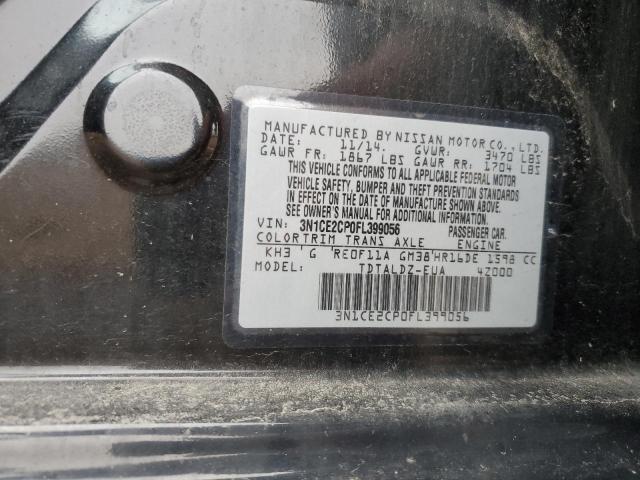 MANUFACTURED BY NISSAN MOTOR CO., LTD.
DATE: 11/14. GVWR: 3470 LBS
GAWR FR: 1867 LBS GAWR RR: 1704 LBS
THIS VEHICLE CONFORMS TO ALL APPLICABLE FEDERAL MOTOR
VEHICLE SAFETY, BUMPER AND THEFT PREVENTION STANDARDS
IN EFFECT ON THE DATE OF MANUFACTURE SHOWN ABOVE.
SEE OWNER'S MANUAL FOR ADDITIONAL INFORMATION.
VIN: 3N1CE2CP0FL399056 PASSENGER CAR.
COLOR TRIM TRANS AXLE ENGINE
KH3 'G 'RE0F11A GM38'HR16DE 1598 CC
MODEL: TDTALDZ-EUA 4Z000
3N1CE2CP0FL399056